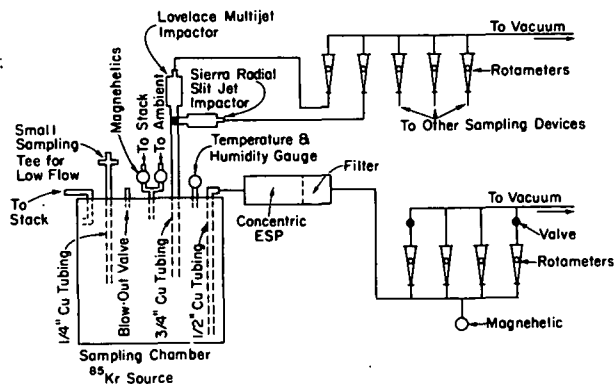 Lovelace Multijet
Impactor
To Vacuum
Rotameters
Sierra Radial
Slit Jet
Impactor
Magnehetics
To Stack
To Ambient
To Other Sampling Devices
Small
Sampling
Tee for
Low Flow
Temperature &
Humidity Gauge
Filter
To
Stack
Concentric
ESP
To Vacuum
Valve
Rotameters
Magnehetic
1/4" Cu Tubing
Blow-Out Valve
3/4" Cu Tubing
1/2" Cu Tubing
Sampling Chamber
85Kr Source